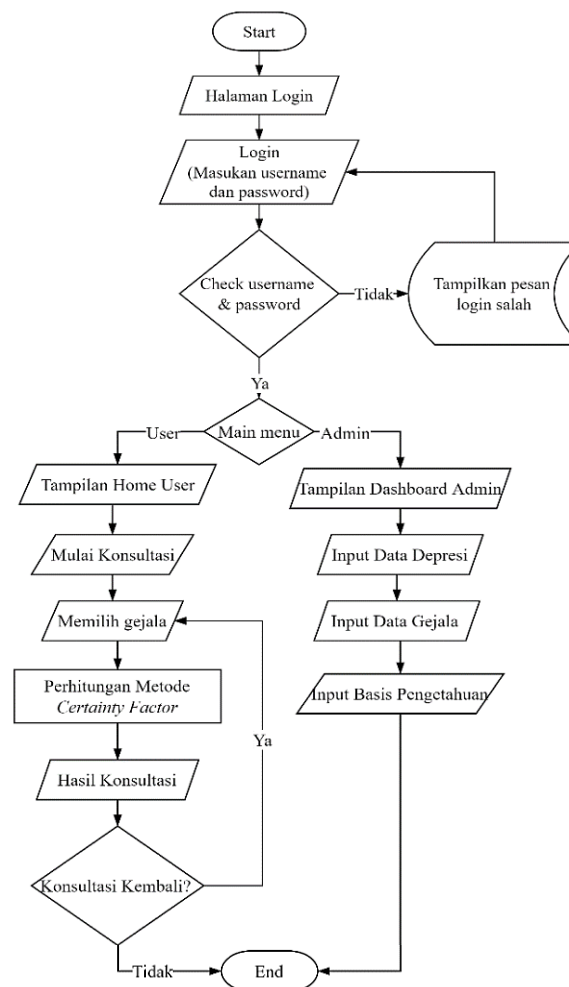 Start
Halaman Login
Login
(Masukan username
dan password)
Check username
& password
Tidak
Tampilkan pesan
login salah
Ya
User
Main menu
Admin
Tampilan Home User
Tampilan Dashboard Admin
Mulai Konsultasi
Input Data Depresi
Memilih gejala
Input Data Gejala
Perhitungan Metode
Certainty Factor
Input Basis Pengetahuan
Ya
Hasil Konsultasi
Konsultasi Kembali?
Tidak
End